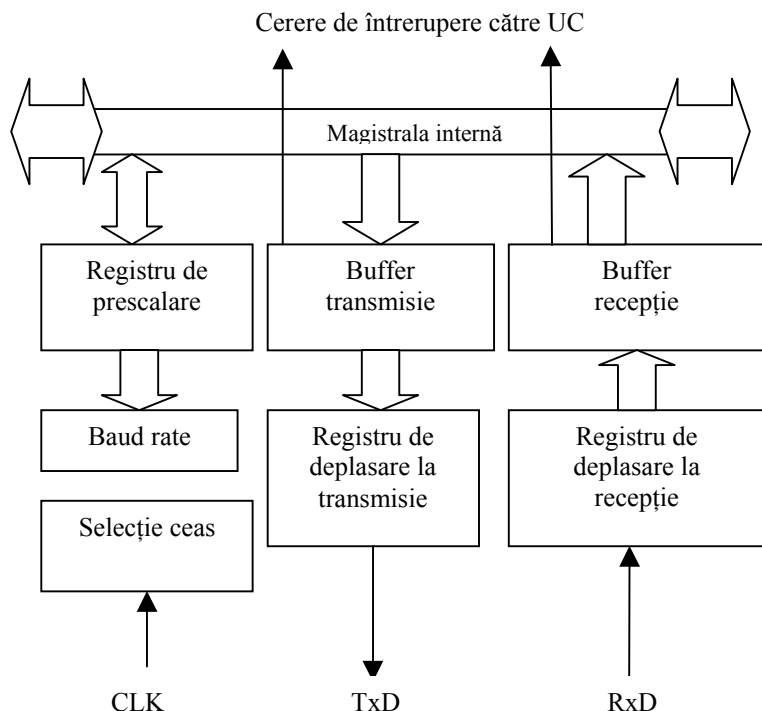 Cerere de întrerupere către UC
Magistrala internă
Registru de
prescalare
Buffer
transmisie
Buffer
recepție
Baud rate
Registru de
deplasare la
transmisie
Registru de
deplasare la
recepție
Selecție ceas
CLK
TxD
RxD